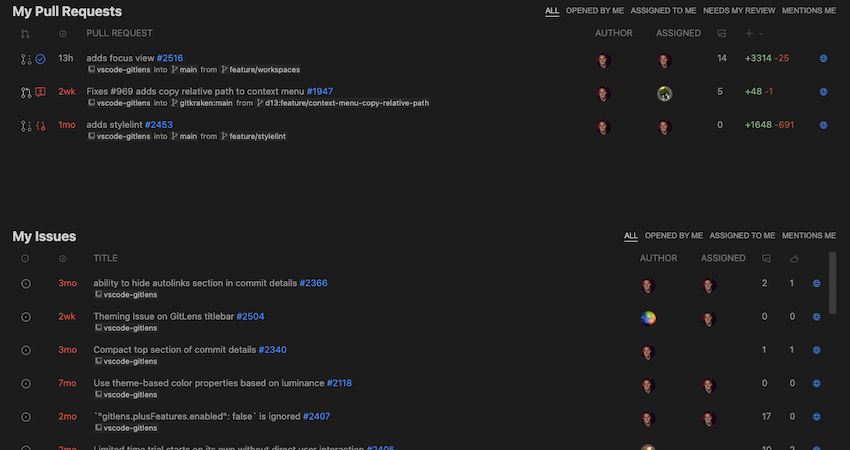 My Pull Requests
ALL OPENED BY ME ASSIGNED TO ME NEEDS MY REVIEW MENTIONS ME
PULL REQUEST AUTHOR ASSIGNED + -
13h adds focus view #2516 14 +3314 -25
vscode-gitlens into main from feature/workspaces
2wk Fixes #969 adds copy relative path to context menu #1947 5 +48 -1
vscode-gitlens into gitkraken:main from d13:feature/context-menu-copy-relative-path
1mo adds stylelint #2453 0 +1648 -691
vscode-gitlens into main from feature/stylelint
My Issues
ALL OPENED BY ME ASSIGNED TO ME MENTIONS ME
TITLE AUTHOR ASSIGNED
3mo ability to hide autolinks section in commit details #2366 2 1
vscode-gitlens
2wk Theming Issue on GitLens titlebar #2504 0 0
vscode-gitlens
3mo Compact top section of commit details #2340 1 1
vscode-gitlens
7mo Use theme-based color properties based on luminance #2118 0 0
vscode-gitlens
2mo `"gitlens.plusFeatures.enabled": false` is ignored #2407 17 0
vscode-gitlens
2mo Limited time trial starts on its own without direct user interaction #2405 10 2